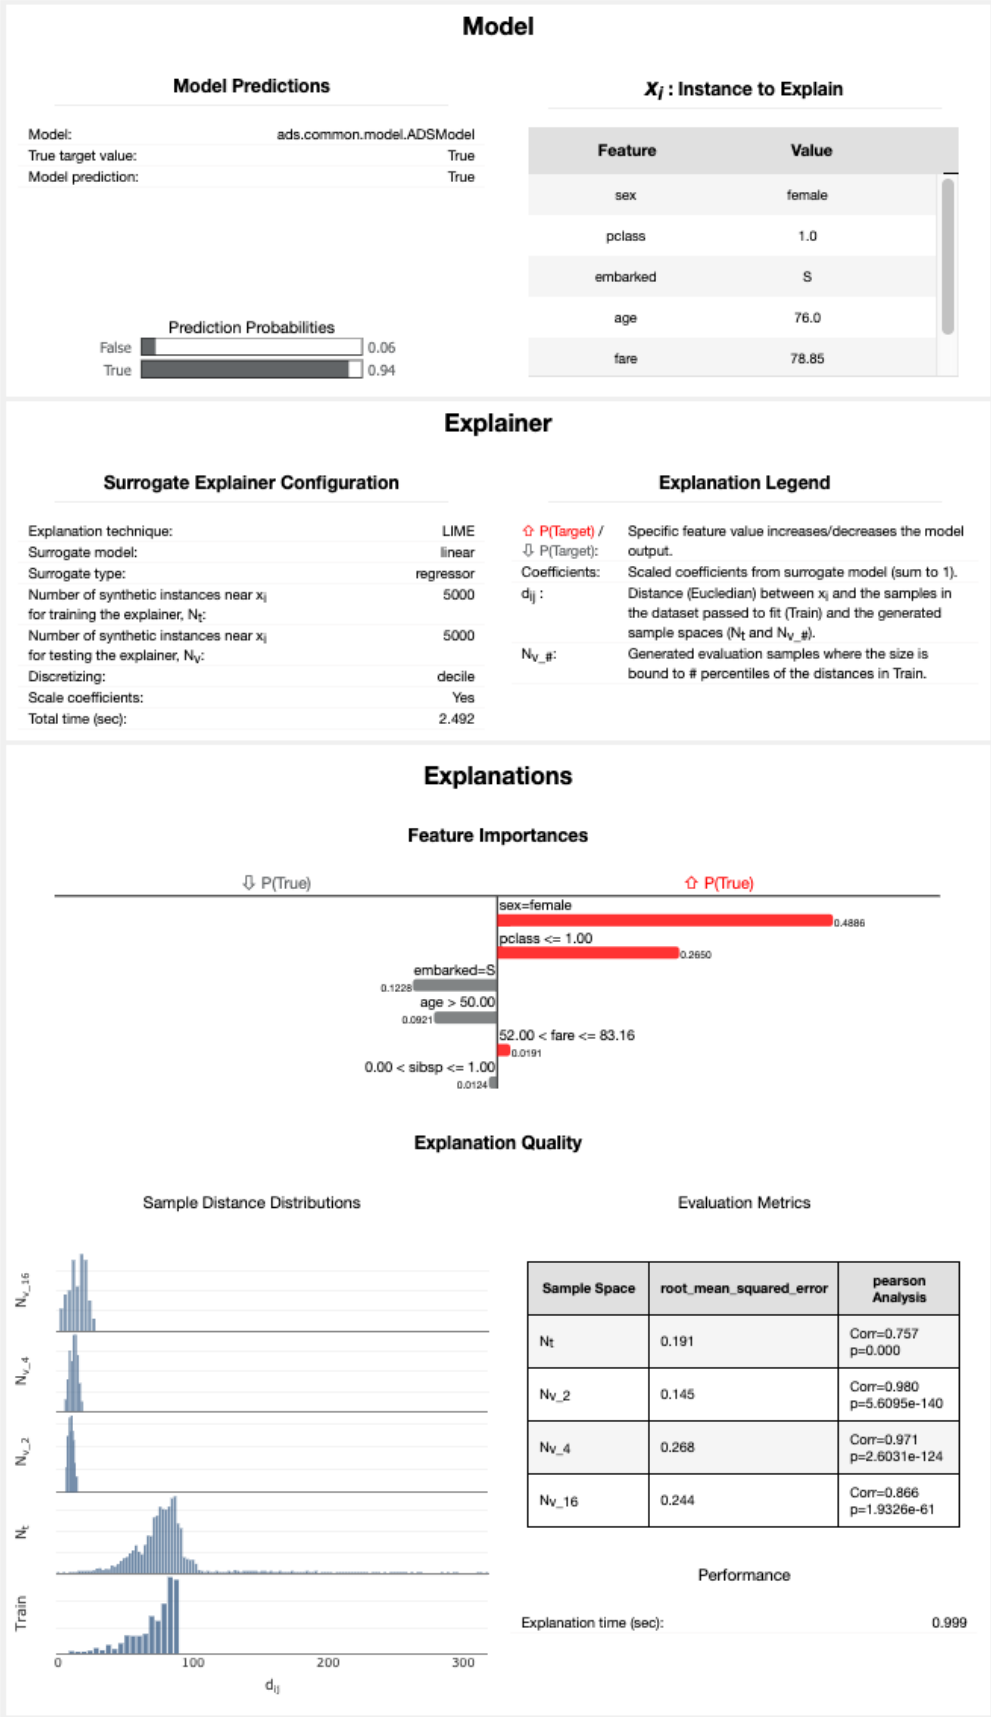 Model
Model Predictions
Model: ads.common.model.ADSModel
True target value: True
Model prediction: True
Prediction Probabilities
False 0.06
True 0.94
Xi : Instance to Explain
Feature Value
sex female
pclass 1.0
embarked S
age 76.0
fare 78.85
Explainer
Surrogate Explainer Configuration
Explanation technique: LIME
Surrogate model: linear
Surrogate type: regressor
Number of synthetic instances near xi 5000
for training the explainer, Nt:
Number of synthetic instances near xi 5000
for testing the explainer, Nv:
Discretizing: decile
Scale coefficients: Yes
Total time (sec): 2.492
Explanation Legend
⇧ P(Target) / Specific feature value increases/decreases the model
⇩ P(Target): output.
Coefficients: Scaled coefficients from surrogate model (sum to 1).
dij : Distance (Eucledian) between xi and the samples in
the dataset passed to fit (Train) and the generated
sample spaces (Nt and Nv_#).
Nv_#: Generated evaluation samples where the size is
bound to # percentiles of the distances in Train.
Explanations
Feature Importances
⇩ P(True) ⇧ P(True)
sex=female
0.4886
pclass <= 1.00
0.2650
embarked=S
0.1228
age > 50.00
0.0921
52.00 < fare <= 83.16
0.0191
0.00 < sibsp <= 1.00
0.0124
Explanation Quality
Sample Distance Distributions
Nv_16
Nv_4
Nv_2
Nt
Train
0 100 200 300
dij
Evaluation Metrics
Sample Space root_mean_squared_error pearson
Analysis
Nt 0.191 Corr=0.757
p=0.000
Nv_2 0.145 Corr=0.980
p=5.6095e-140
Nv_4 0.268 Corr=0.971
p=2.6031e-124
Nv_16 0.244 Corr=0.866
p=1.9326e-61
Performance
Explanation time (sec): 0.999